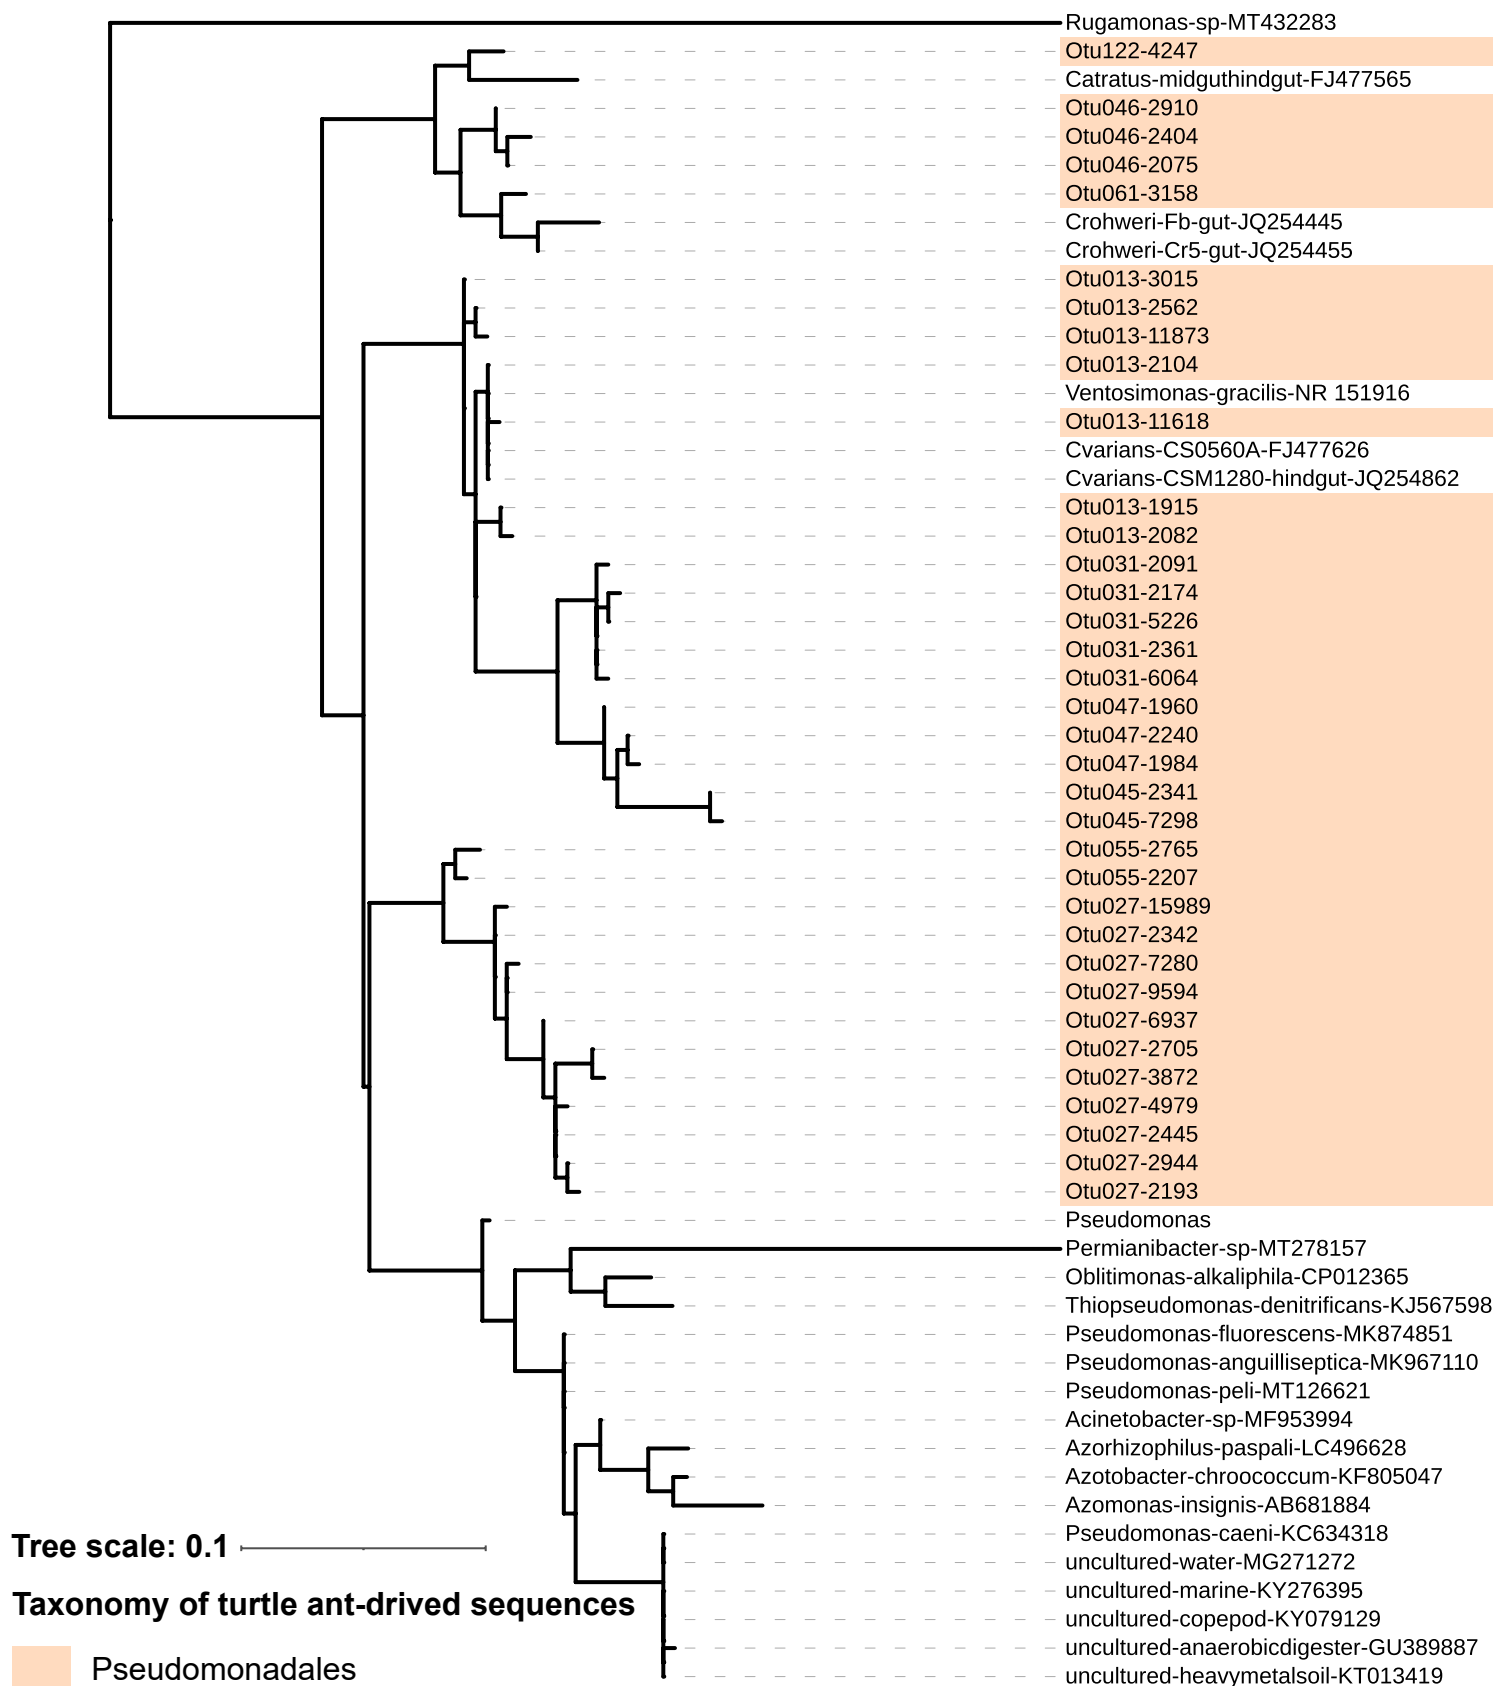 Rugamonas-sp-MT432283
Otu122-4247
Catratus-midguthindgut-FJ477565
Otu046-2910
Otu046-2404
Otu046-2075
Otu061-3158
Crohweri-Fb-gut-JQ254445
Crohweri-Cr5-gut-JQ254455
Otu013-3015
Otu013-2562
Otu013-11873
Otu013-2104
Ventosimonas-gracilis-NR 151916
Otu013-11618
Cvarians-CS0560A-FJ477626
Cvarians-CSM1280-hindgut-JQ254862
Otu013-1915
Otu013-2082
Otu031-2091
Otu031-2174
Otu031-5226
Otu031-2361
Otu031-6064
Otu047-1960
Otu047-2240
Otu047-1984
Otu045-2341
Otu045-7298
Otu055-2765
Otu055-2207
Otu027-15989
Otu027-2342
Otu027-7280
Otu027-9594
Otu027-6937
Otu027-2705
Otu027-3872
Otu027-4979
Otu027-2445
Otu027-2944
Otu027-2193
Pseudomonas
Permianibacter-sp-MT278157
Oblitimonas-alkaliphila-CP012365
Thiopseudomonas-denitrificans-KJ567598
Pseudomonas-fluorescens-MK874851
Pseudomonas-anguilliseptica-MK967110
Pseudomonas-peli-MT126621
Acinetobacter-sp-MF953994
Azorhizophilus-paspali-LC496628
Azotobacter-chroococcum-KF805047
Azomonas-insignis-AB681884
Pseudomonas-caeni-KC634318
uncultured-water-MG271272
uncultured-marine-KY276395
uncultured-copepod-KY079129
uncultured-anaerobicdigester-GU389887
uncultured-heavymetalsoil-KT013419
Tree scale: 0.1
Taxonomy of turtle ant-drived sequences
Pseudomonadales